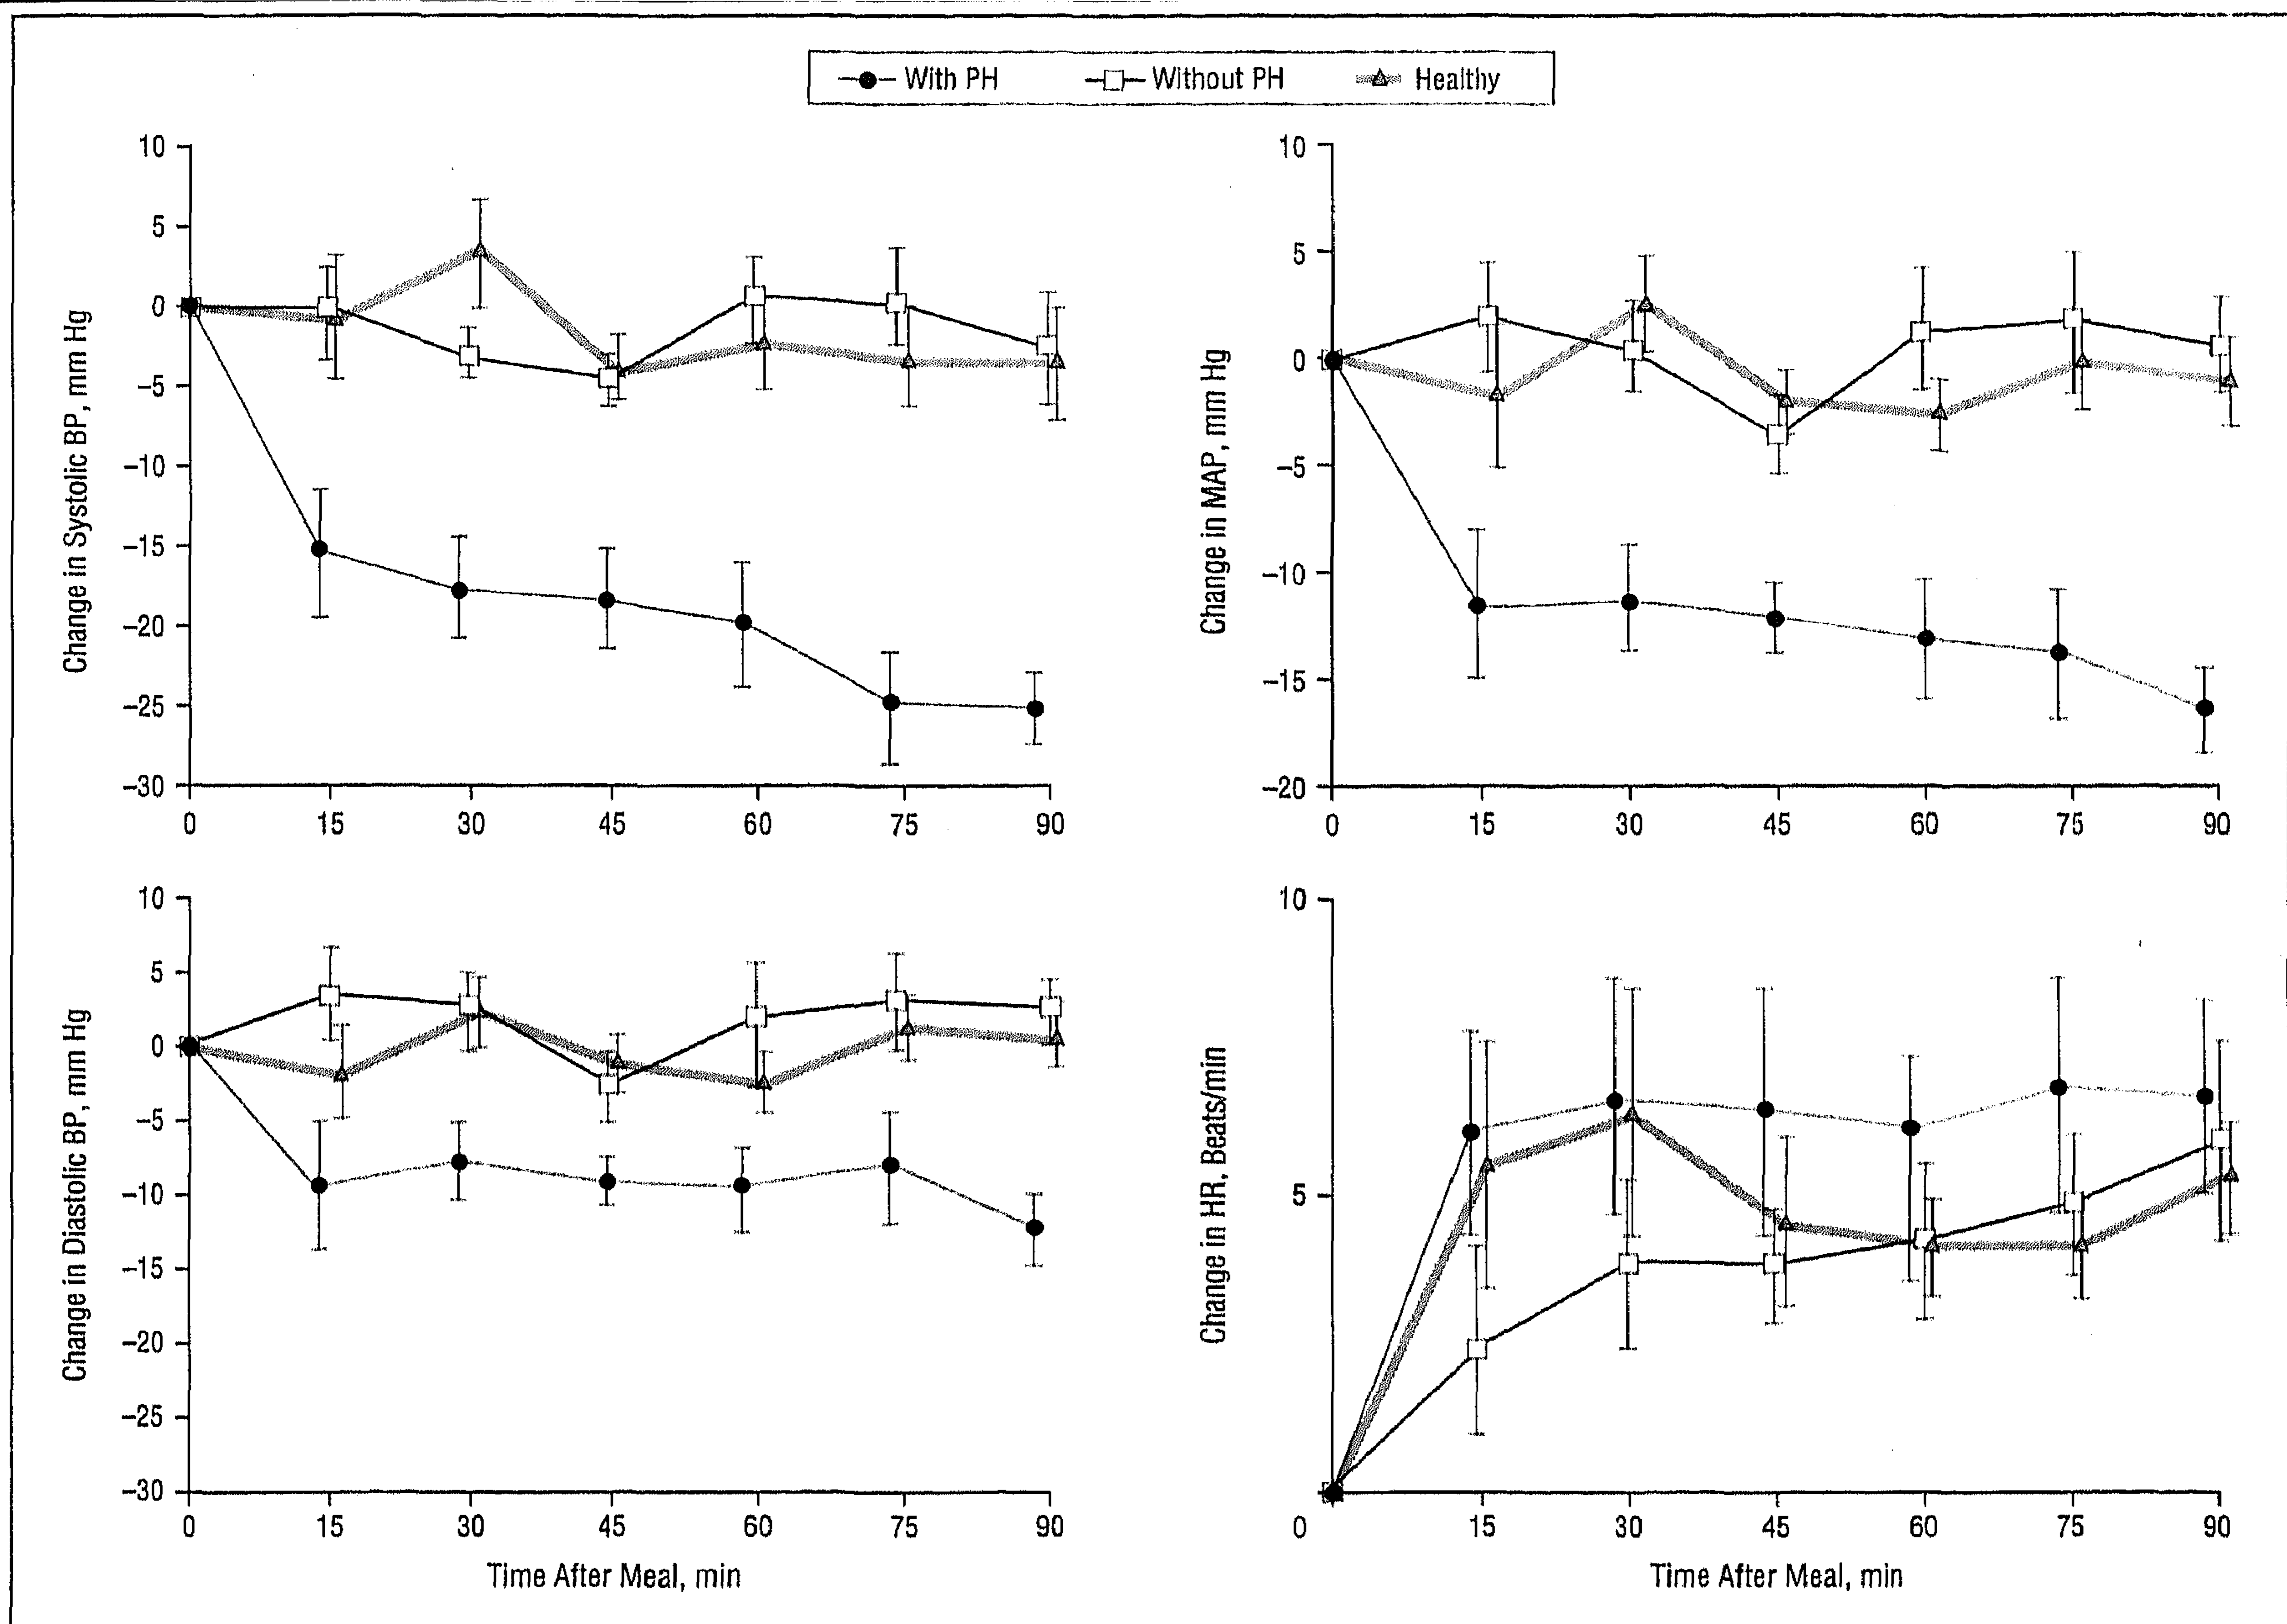 With PH Without PH Healthy
10
5
0
–5
–10
–15
–20
–25
–30
Change in Systolic BP, mm Hg
0 15 30 45 60 75 90
10
5
0
–5
–10
–15
–20
Change in MAP, mm Hg
0 15 30 45 60 75 90
10
5
0
–5
–10
–15
–20
–25
–30
Change in Diastolic BP, mm Hg
0 15 30 45 60 75 90
Time After Meal, min
10
5
Change in HR, Beats/min
0 15 30 45 60 75 90
Time After Meal, min